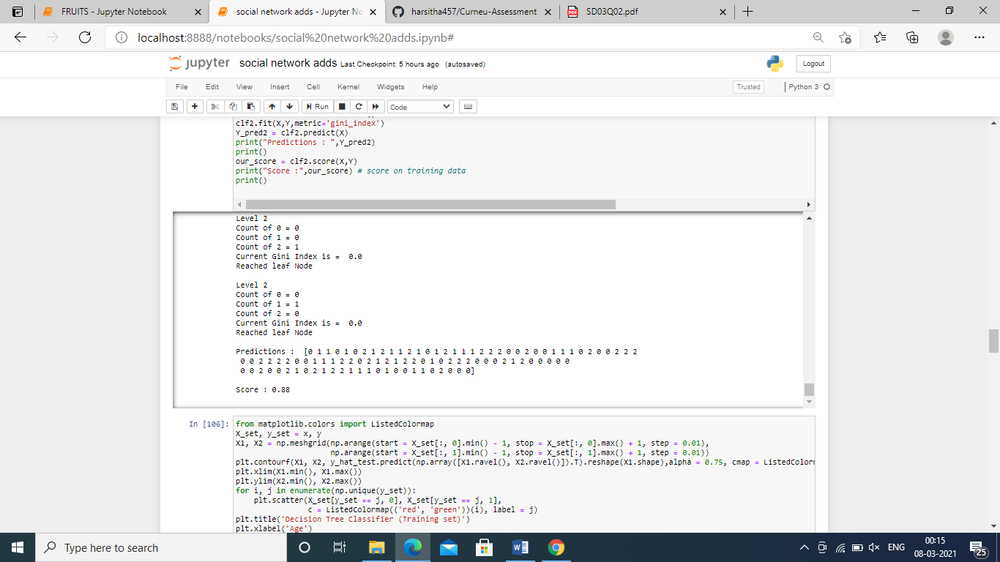 FRUITS - Jupyter Notebook
social network adds - Jupyter No
harsitha457/Curneu-Assessment
PDF
SD03Q02.pdf
localhost:8888/notebooks/social%20network%20adds.ipynb#
jupyter social network adds Last Checkpoint: 5 hours ago (autosaved)
Logout
File Edit View Insert Cell Kernel Widgets Help
Trusted
Python 3
Run
Code
clf2.fit(X,Y,metric='gini_index')
Y_pred2 = clf2.predict(X)
print("Predictions : ",Y_pred2)
print()
our_score = clf2.score(X,Y)
print("Score :",our_score) # score on training data
print()
Level 2
Count of 0 = 0
Count of 1 = 0
Count of 2 = 1
Current Gini Index is =  0.0
Reached leaf Node
Level 2
Count of 0 = 0
Count of 1 = 1
Count of 2 = 0
Current Gini Index is =  0.0
Reached leaf Node
Predictions :  [0 1 1 0 1 0 2 1 2 1 1 2 1 0 1 2 1 1 1 2 2 2 0 0 2 0 0 1 1 1 0 2 0 0 2 2 2
0 0 2 2 2 2 0 0 1 1 1 2 2 0 2 1 2 1 2 2 0 1 0 2 2 2 0 0 0 2 1 2 0 0 0 0 0
0 0 2 0 0 2 1 0 2 1 2 2 1 1 1 0 1 0 0 1 1 0 2 0 0 0]
Score : 0.88
In [106]:
from matplotlib.colors import ListedColormap
X_set, y_set = x, y
X1, X2 = np.meshgrid(np.arange(start = X_set[:, 0].min() - 1, stop = X_set[:, 0].max() + 1, step = 0.01),
np.arange(start = X_set[:, 1].min() - 1, stop = X_set[:, 1].max() + 1, step = 0.01))
plt.contourf(X1, X2, y_hat_test.predict(np.array([X1.ravel(), X2.ravel()]).T).reshape(X1.shape),alpha = 0.75, cmap = ListedColorm
plt.xlim(X1.min(), X1.max())
plt.ylim(X2.min(), X2.max())
for i, j in enumerate(np.unique(y_set)):
plt.scatter(X_set[y_set == j, 0], X_set[y_set == j, 1],
c = ListedColormap(('red', 'green'))(i), label = j)
plt.title('Decision Tree Classifier (Training set)')
plt.xlabel('Age')
Type here to search
ENG
00:15
08-03-2021
25